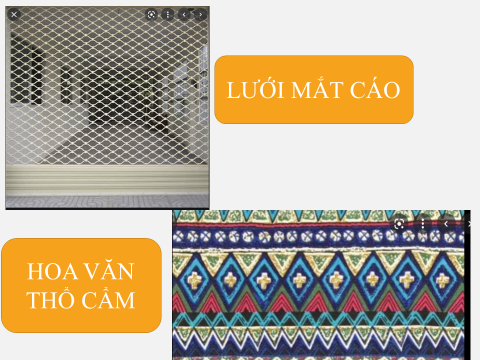 LƯỚI MẮT CÁO
HOA VĂN
THỔ CẨM